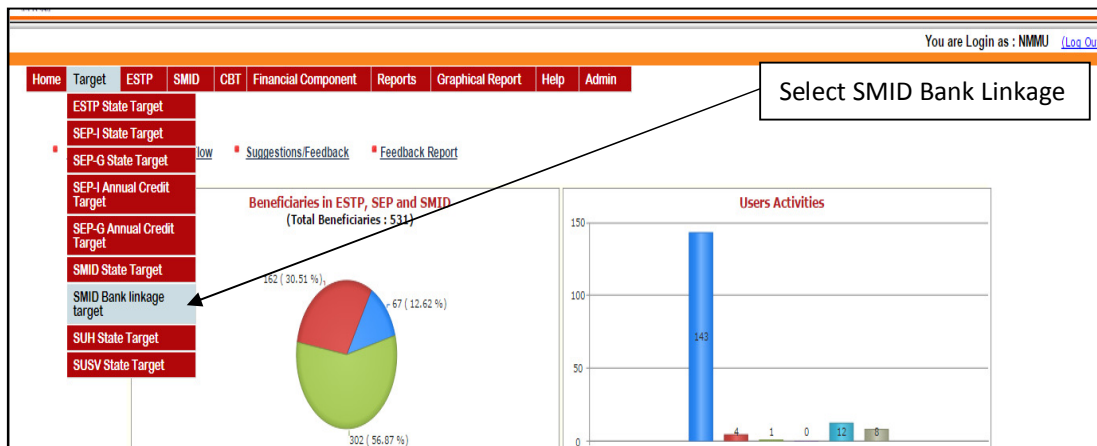 You are Login as : NMMU (Log Ou
Home Target ESTP SMID CBT Financial Component Reports Graphical Report Help Admin
Select SMID Bank Linkage
ESTP State Target
SEP-I State Target
SEP-G State Target
low Suggestions/Feedback Feedback Report
SEP-I Annual Credit
Target
SEP-G Annual Credit
Target
SMID State Target
SMID Bank linkage
target
SUH State Target
SUSV State Target
Beneficiaries in ESTP, SEP and SMID
(Total Beneficiaries : 531)
162 ( 30.51 %)
67 ( 12.62 %)
302 ( 56.87 %)
Users Activities
150
100
50
0
143
4
1
0
12
8